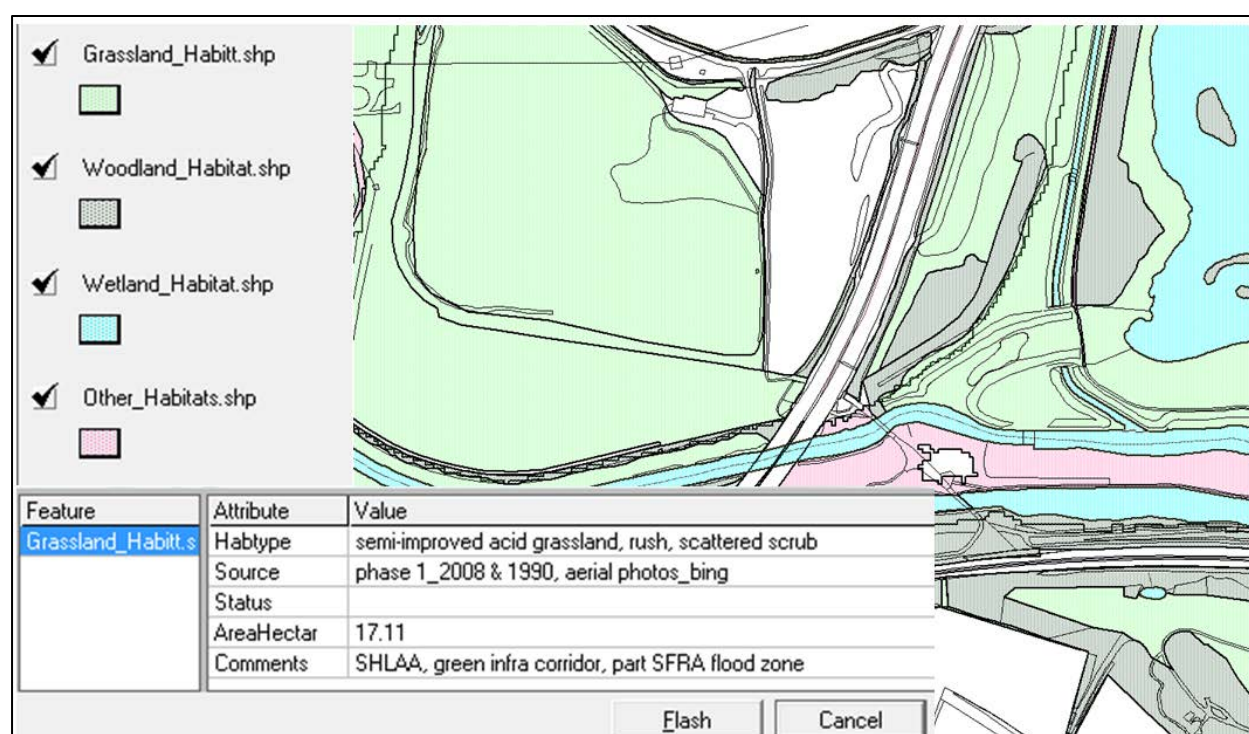 Grassland_Habitt.shp
Woodland_Habitat.shp
Wetland_Habitat.shp
Other_Habitats.shp
Feature Attribute Value
Grassland_Habitt.s Habtype semi-improved acid grassland, rush, scattered scrub
Source phase 1_2008 & 1990, aerial photos_bing
Status
AreaHectar 17.11
Comments SHLAA, green infra corridor, part SFRA flood zone
Flash Cancel